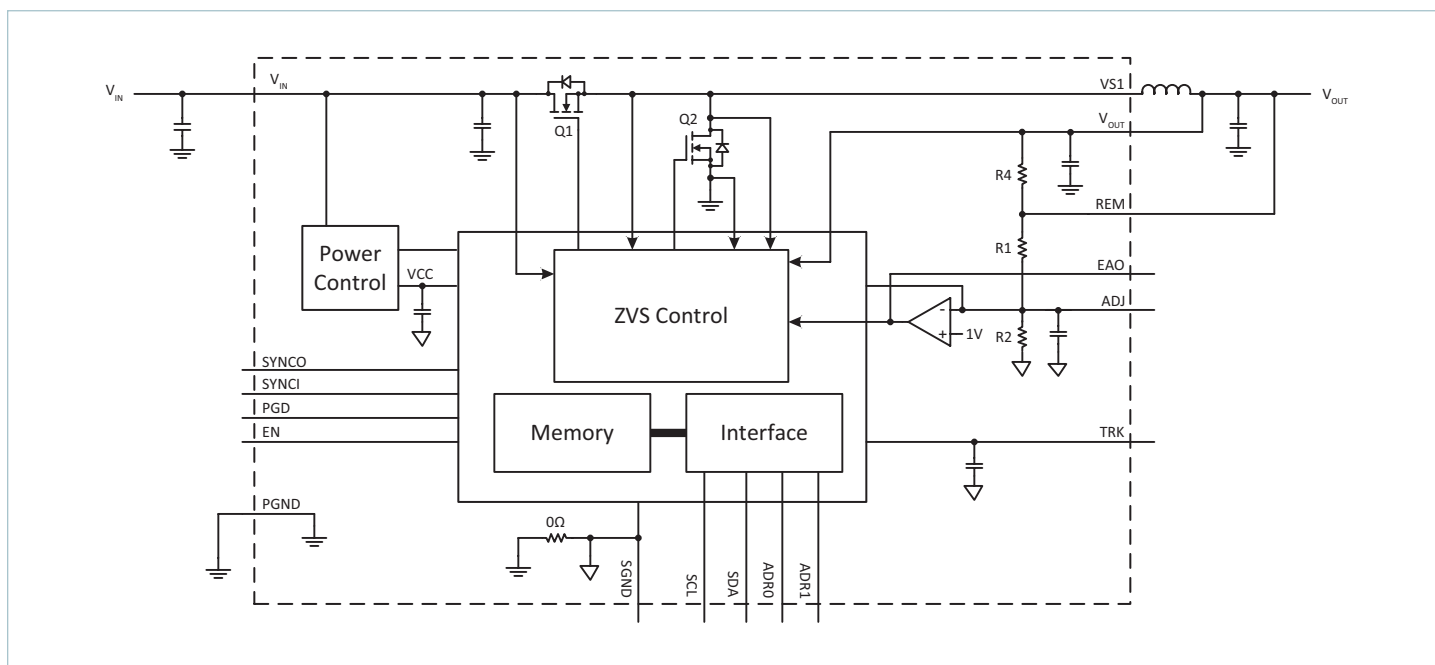 VIN
VIN
Q1
Q2
VS1
VOUT
VOUT
R4
REM
R1
EAO
ADJ
R2
1V
-
+
Power
Control
VCC
ZVS Control
SYNCO
SYNCI
PGD
EN
Memory
Interface
TRK
PGND
0Ω
SGND
SCL
SDA
ADR0
ADR1